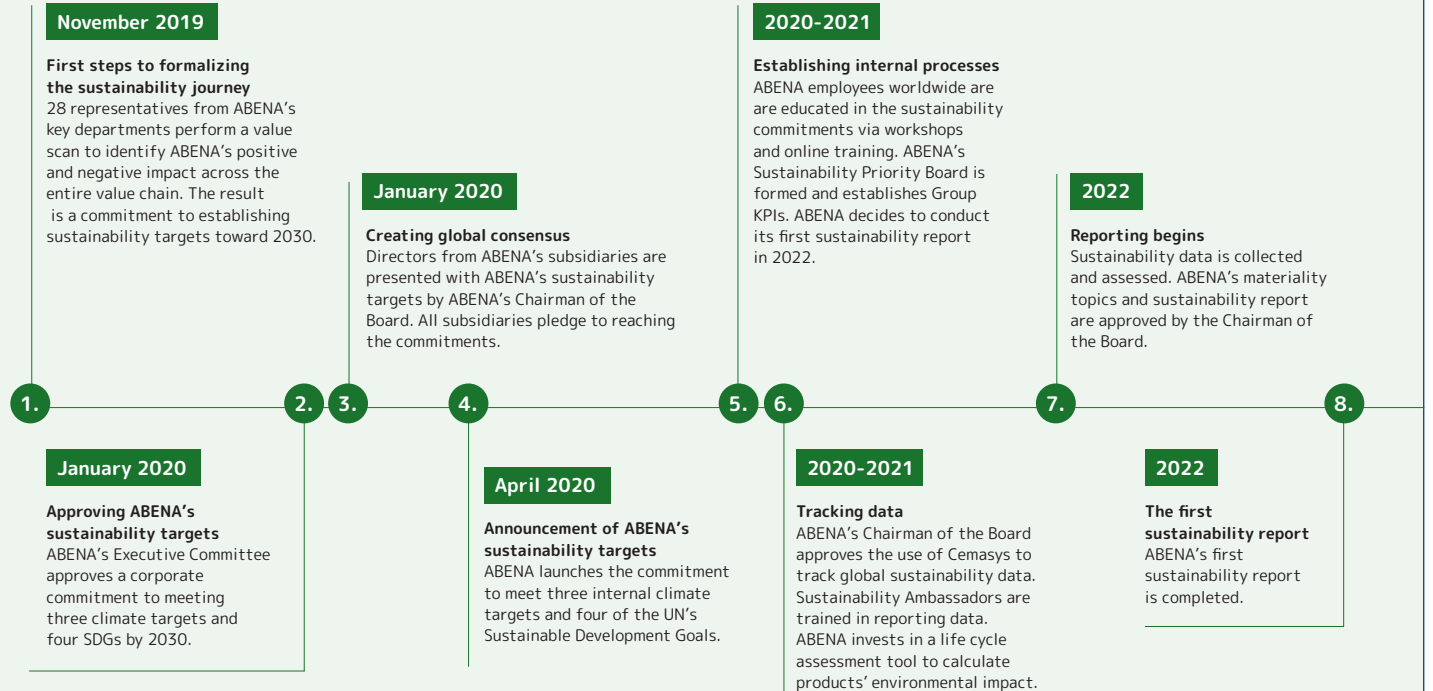 November 2019
First steps to formalizing
the sustainability journey
28 representatives from ABENA's
key departments perform a value
scan to identify ABENA's positive
and negative impact across the
entire value chain. The result
is a commitment to establishing
sustainability targets toward 2030.
January 2020
Creating global consensus
Directors from ABENA's subsidiaries are
presented with ABENA's sustainability
targets by ABENA's Chairman of the
Board. All subsidiaries pledge to reaching
the commitments.
2020-2021
Establishing internal processes
ABENA employees worldwide are
are educated in the sustainability
commitments via workshops
and online training. ABENA's
Sustainability Priority Board is
formed and establishes Group
KPIs. ABENA decides to conduct
its first sustainability report
in 2022.
2022
Reporting begins
Sustainability data is collected
and assessed. ABENA's materiality
topics and sustainability report
are approved by the Chairman of
the Board.
1.
2.
3.
4.
5.
6.
7.
8.
January 2020
Approving ABENA's
sustainability targets
ABENA's Executive Committee
approves a corporate
commitment to meeting
three climate targets and
four SDGs by 2030.
April 2020
Announcement of ABENA's
sustainability targets
ABENA launches the commitment
to meet three internal climate
targets and four of the UN's
Sustainable Development Goals.
2020-2021
Tracking data
ABENA's Chairman of the Board
approves the use of Cemasys to
track global sustainability data.
Sustainability Ambassadors are
trained in reporting data.
ABENA invests in a life cycle
assessment tool to calculate
products' environmental impact.
2022
The first
sustainability report
ABENA's first
sustainability report
is completed.